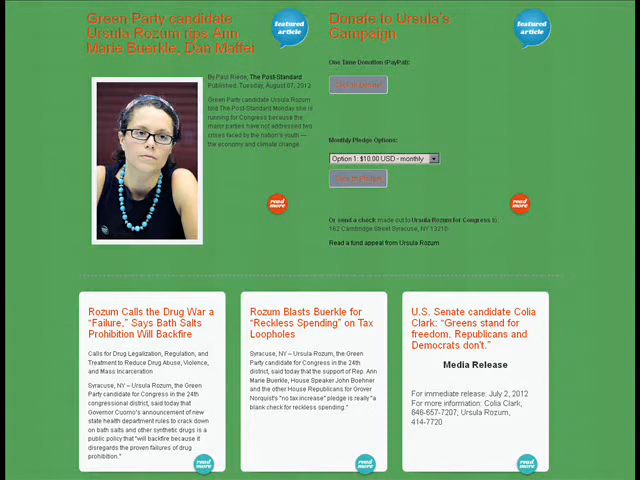 Green Party candidate
Ursula Rozum rips Ann
Marie Buerkle, Dan Maffei
featured
article
By Paul Riede, The Post-Standard
Published: Tuesday, August 07, 2012
Green Party candidate Ursula Rozum
told The Post-Standard Monday she is
running for Congress because the
major parties have not addressed two
crises faced by the nation's youth —
the economy and climate change.
read
more
Donate to Ursula's
Campaign
featured
article
One Time Donation (PayPal):
Monthly Pledge Options:
Option 1: $10.00 USD - monthly
read
more
Or send a check made out to Ursula Rozum for Congress to:
162 Cambridge Street Syracuse, NY 13210
Read a fund appeal from Ursula Rozum
Rozum Calls the Drug War a
“Failure,” Says Bath Salts
Prohibition Will Backfire
Calls for Drug Legalization, Regulation, and
Treatment to Reduce Drug Abuse, Violence,
and Mass Incarceration
Syracuse, NY – Ursula Rozum, the Green
Party candidate for Congress in the 24th
congressional district, said today that
Governor Cuomo's announcement of new
state health department rules to crack down
on bath salts and other synthetic drugs is a
public policy that "will backfire because it
disregards the proven failures of drug
prohibition."
read
more
Rozum Blasts Buerkle for
“Reckless Spending” on Tax
Loopholes
Syracuse, NY – Ursula Rozum, the Green
Party candidate for Congress in the 24th
district, said today that the support of Rep. Ann
Marie Buerkle, House Speaker John Boehner
and the other House Republicans for Grover
Norquist's "no tax increase" pledge is really "a
blank check for reckless spending."
read
more
U.S. Senate candidate Colia
Clark: “Greens stand for
freedom. Republicans and
Democrats don’t.”
Media Release
For immediate release: July 2, 2012
For more information: Colia Clark,
646-657-7207; Ursula Rozum,
414-7720
read
more